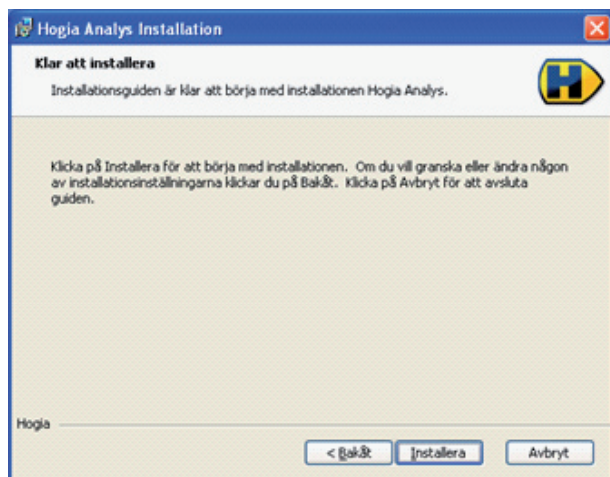 Hogia Analys Installation
Klar att installera
Installationsguiden är klar att börja med installationen Hogia Analys.
H
Klicka på Installera för att börja med installationen. Om du vill granska eller ändra någon
av installationsinställningarna klickar du på Bakåt. Klicka på Avbryt för att avsluta
guiden.
Hogia
< Bakåt Installera Avbryt